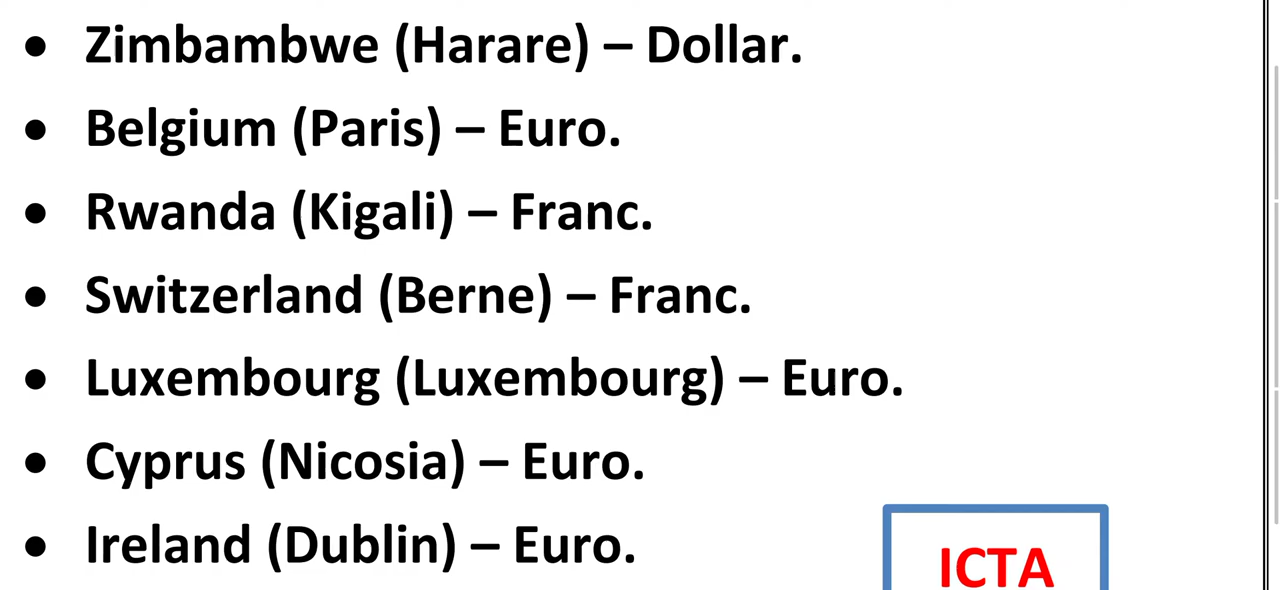 • Zimbambwe (Harare) – Dollar.
• Belgium (Paris) – Euro.
• Rwanda (Kigali) – Franc.
• Switzerland (Berne) – Franc.
• Luxembourg (Luxembourg) – Euro.
• Cyprus (Nicosia) – Euro.
• Ireland (Dublin) – Euro.
ICTA